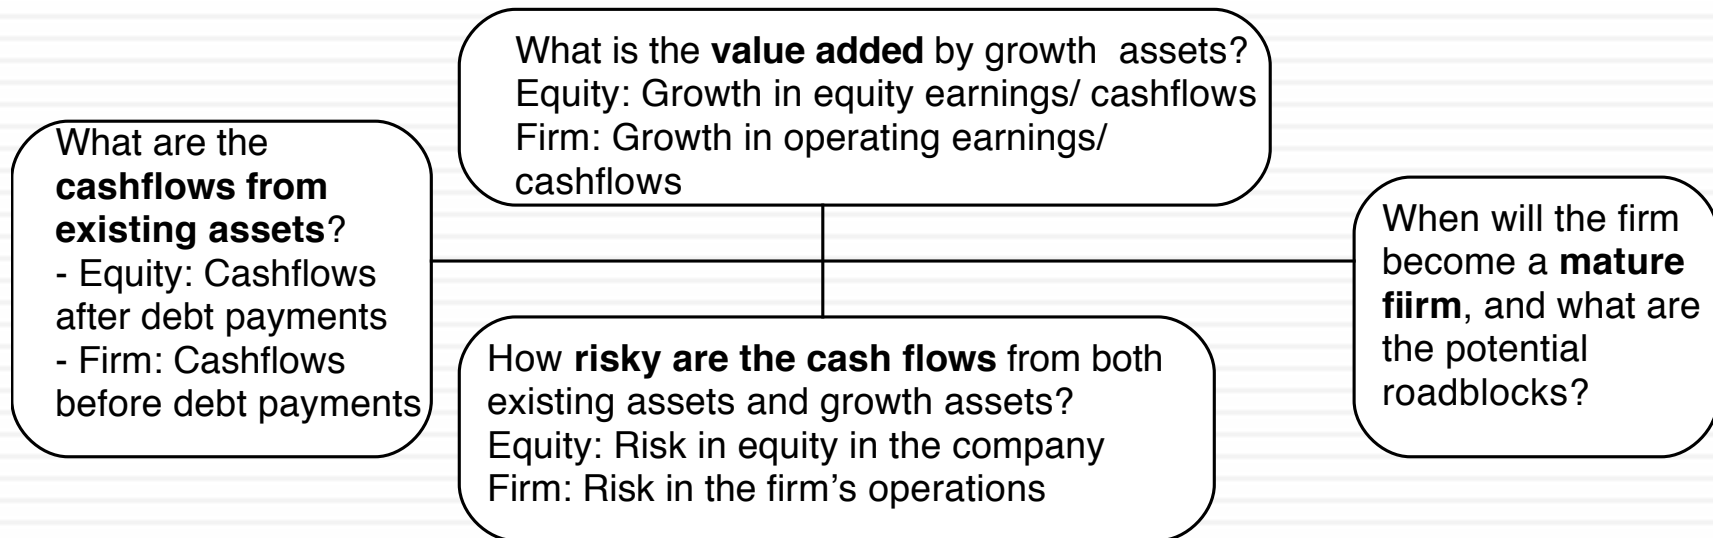 What is the value added by growth assets?
Equity: Growth in equity earnings/ cashflows
Firm: Growth in operating earnings/
cashflows
What are the
cashflows from
existing assets?
- Equity: Cashflows
after debt payments
- Firm: Cashflows
before debt payments
How risky are the cash flows from both
existing assets and growth assets?
Equity: Risk in equity in the company
Firm: Risk in the firm’s operations
When will the firm
become a mature
fiirm, and what are
the potential
roadblocks?